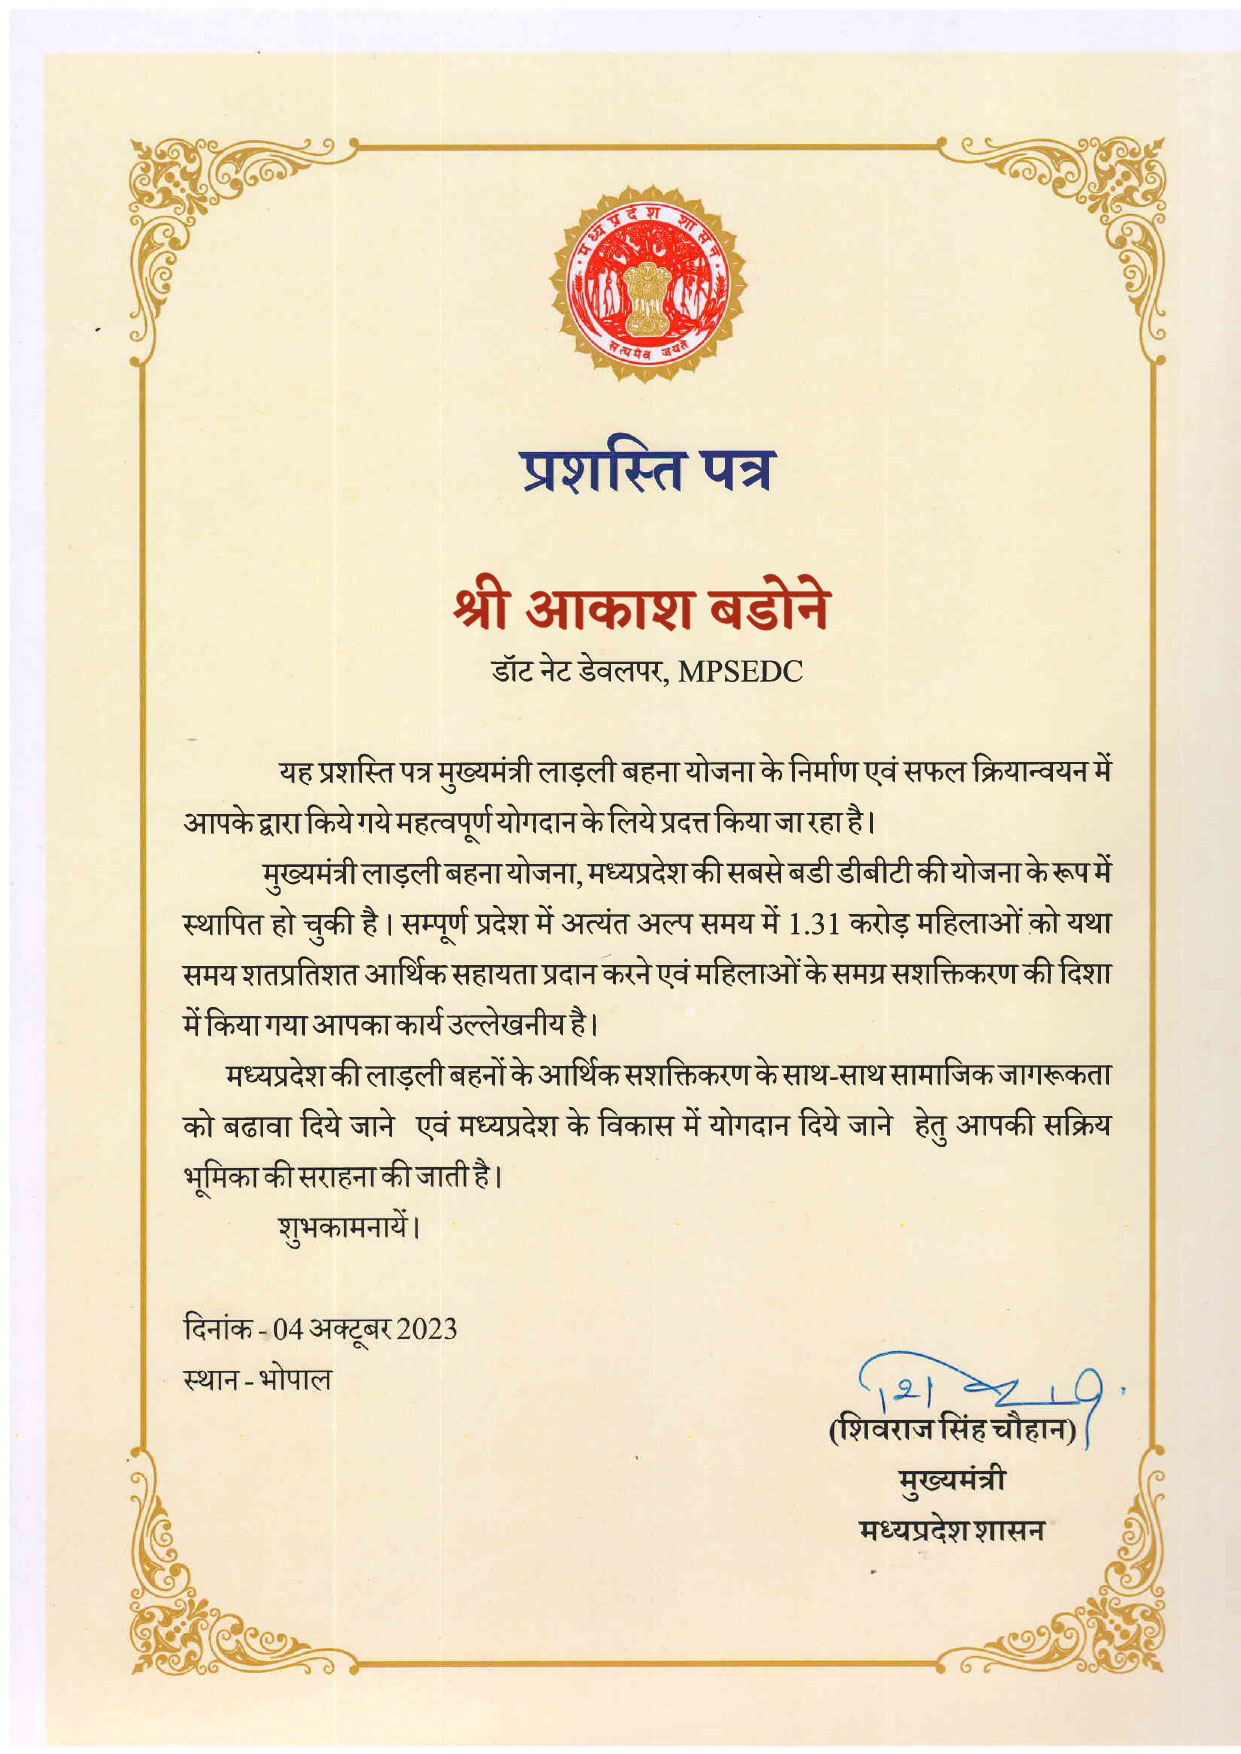 मध्यप्रदेश शासन
सत्यमेव जयते
प्रशस्ति पत्र
श्री आकाश बडोने
डॉट नेट डेवलपर, MPSEDC
यह प्रशस्ति पत्र मुख्यमंत्री लाड़ली बहना योजना के निर्माण एवं सफल क्रियान्वयन में
आपके द्वारा किये गये महत्वपूर्ण योगदान के लिये प्रदत्त किया जा रहा है।
मुख्यमंत्री लाड़ली बहना योजना, मध्यप्रदेश की सबसे बडी डीबीटी की योजना के रूप में
स्थापित हो चुकी है। सम्पूर्ण प्रदेश में अत्यंत अल्प समय में 1.31 करोड़ महिलाओं को यथा
समय शतप्रतिशत आर्थिक सहायता प्रदान करने एवं महिलाओं के समग्र सशक्तिकरण की दिशा
में किया गया आपका कार्य उल्लेखनीय है।
मध्यप्रदेश की लाड़ली बहनों के आर्थिक सशक्तिकरण के साथ-साथ सामाजिक जागरूकता
को बढावा दिये जाने एवं मध्यप्रदेश के विकास में योगदान दिये जाने हेतु आपकी सक्रिय
भूमिका की सराहना की जाती है।
शुभकामनायें।
दिनांक - 04 अक्टूबर 2023
स्थान - भोपाल
(शिवराज सिंह चौहान)
मुख्यमंत्री
मध्यप्रदेश शासन